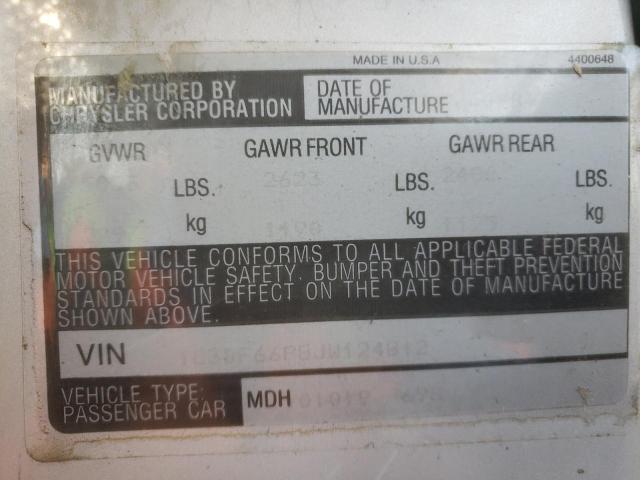 MADE IN U.S.A 4400648
MANUFACTURED BY DATE OF
CHRYSLER CORPORATION MANUFACTURE
GVWR GAWR FRONT GAWR REAR
LBS. 2623 LBS. LBS.
kg 1190 kg kg
THIS VEHICLE CONFORMS TO ALL APPLICABLE FEDERAL
MOTOR VEHICLE SAFETY, BUMPER AND THEFT PREVENTION
STANDARDS IN EFFECT ON THE DATE OF MANUFACTURE
SHOWN ABOVE.
VIN
VEHICLE TYPE: MDH
PASSENGER CAR